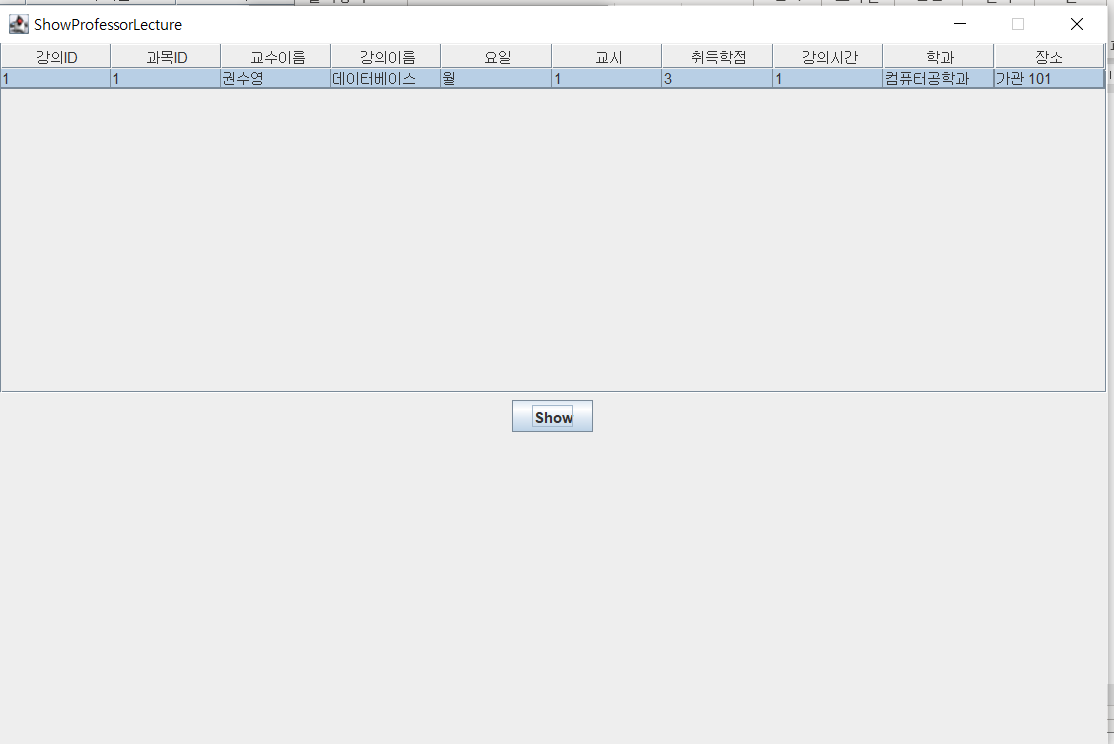 ShowProfessorLecture
강의ID 과목ID 교수이름 강의이름 요일 교시 취득학점 강의시간 학과 장소
1 1 권수영 데이터베이스 월 1 3 1 컴퓨터공학과 가관 101
Show